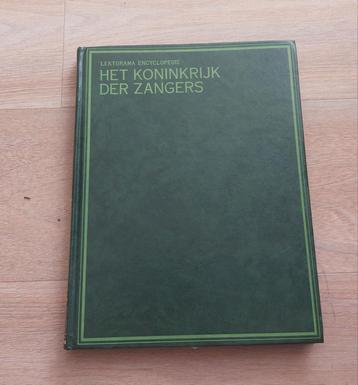 LEKTURAMA ENCYCLOPEDIE
HET KONINKRIJK
DER ZANGERS